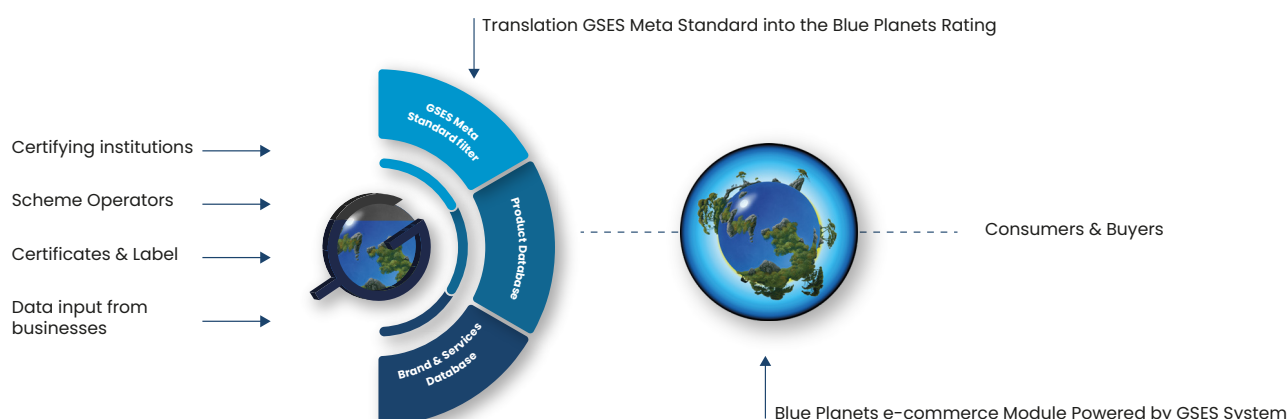 Translation GSES Meta Standard into the Blue Planets Rating
GSES Meta
Standard filter
Certifying institutions
Scheme Operators
Certificates & Label
Data input from
businesses
Product Database
Consumers & Buyers
Brand & Services
Database
Blue Planets e-commerce Module Powered by GSES System